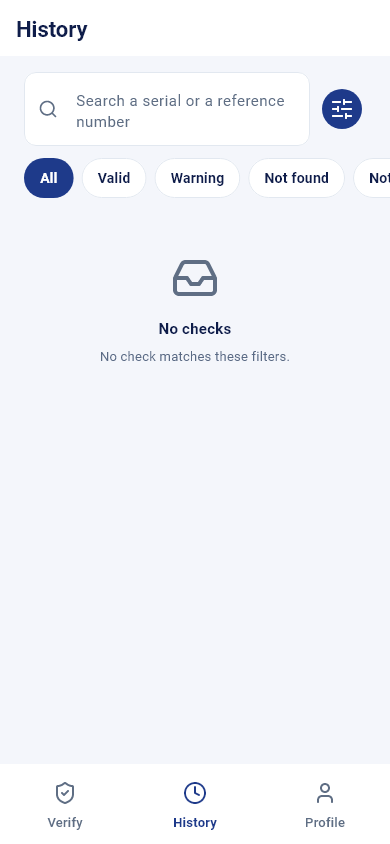 History
Search a serial or a reference
number
All
Valid
Warning
Not found
No checks
No check matches these filters.
Verify
History
Profile